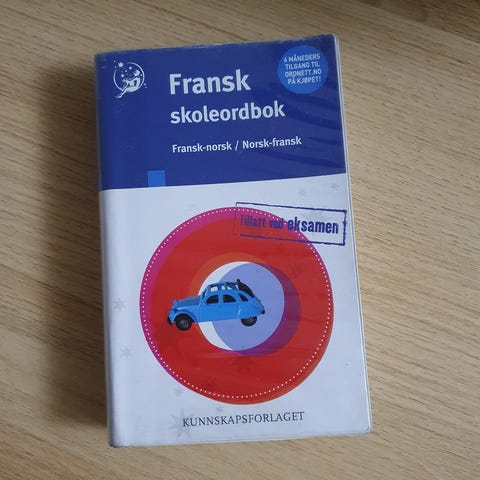 Fransk
skoleordbok
Fransk-norsk / Norsk-fransk
6 MÅNEDERS
TILGANG TIL
ORDNETT.NO
PÅ KJØPET!
Tillatt ved eksamen
KUNNSKAPSFORLAGET